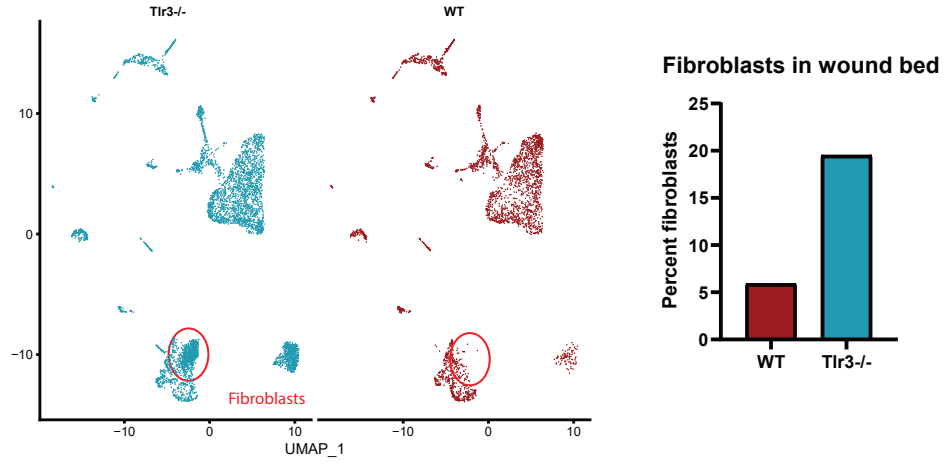 Tlr3-/-
WT
10
0
−10
Fibroblasts
−10
0
10
−10
0
10
UMAP_1
Fibroblasts in wound bed
Percent fibroblasts
25
20
15
10
5
0
WT
Tlr3-/-